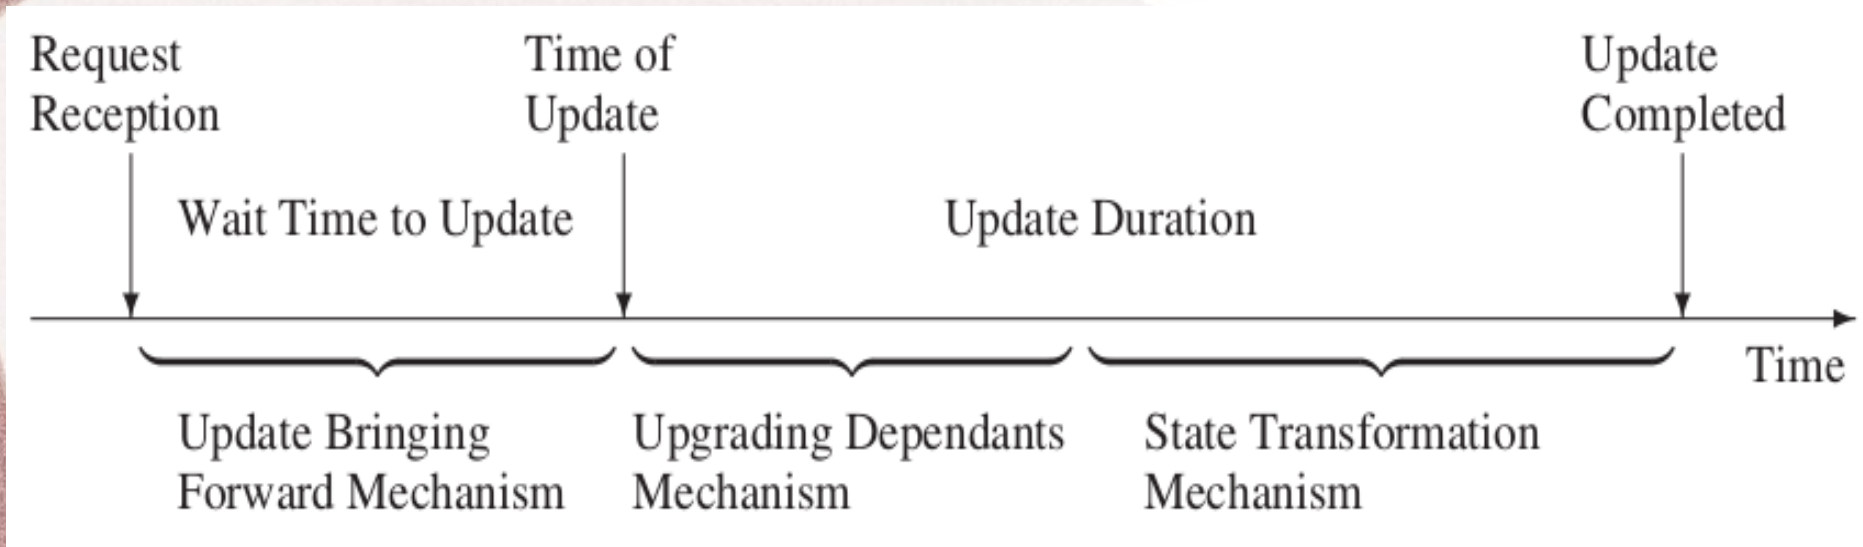 Request
Reception
Time of
Update
Update
Completed
Wait Time to Update
Update Duration
Time
Update Bringing
Forward Mechanism
Upgrading Dependants
Mechanism
State Transformation
Mechanism